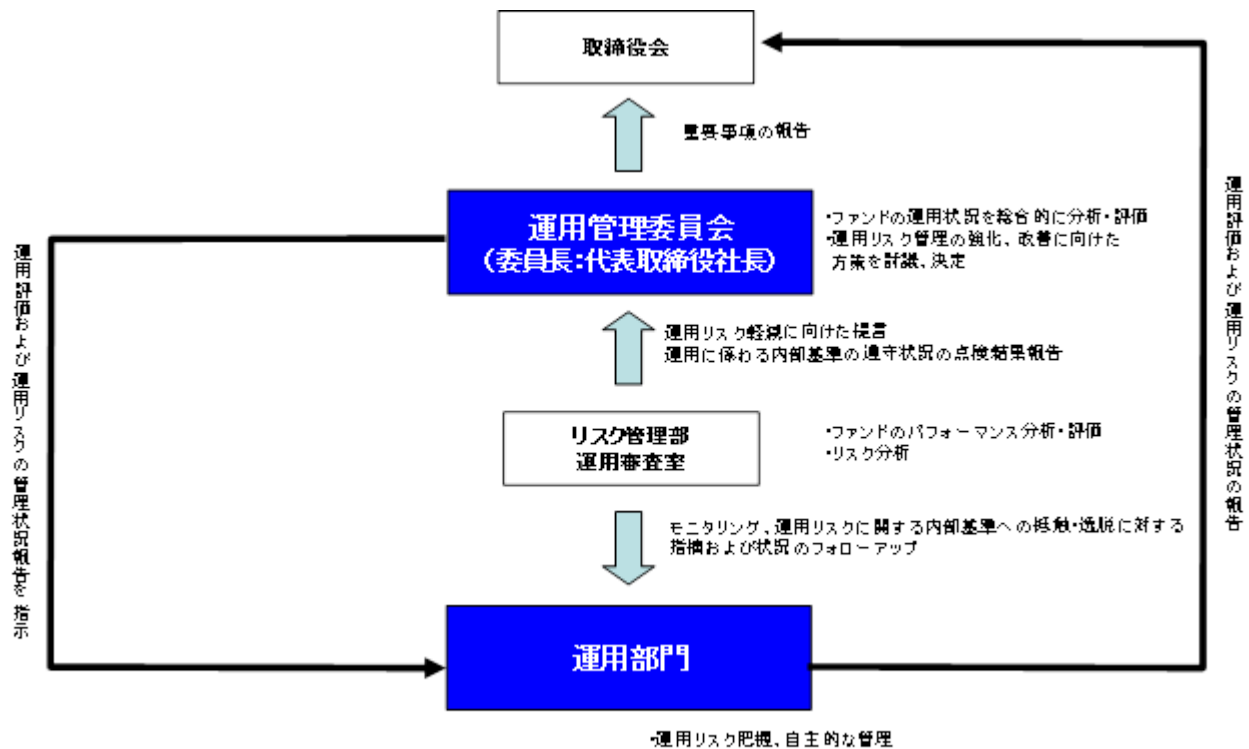 取締役会
重要事項の報告
運用管理委員会
(委員長:代表取締役社長)
・ファンドの運用状況を総合的に分析・評価
・運用リスク管理の強化、改善に向けた
方策を討議、決定
運用リスク軽減に向けた提言
運用に係わる内部基準の遵守状況の点検結果報告
リスク管理部
運用審査室
・ファンドのパフォーマンス分析・評価
・リスク分析
モニタリング、運用リスクに関する内部基準への抵触・逸脱に対する
指摘および状況のフォローアップ
運用部門
・運用リスク把握、自主的な管理
運用評価および運用リスクの管理状況報告を指示
運用評価および運用リスクの管理状況の報告